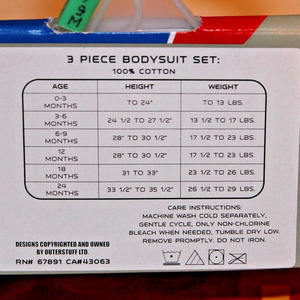 9M
3 PIECE BODYSUIT SET:
100% COTTON
AGE HEIGHT WEIGHT
0-3 MONTHS TO 24" TO 13 LBS.
3-6 MONTHS 24 1/2 TO 27 1/2" 13 1/2 TO 17 LBS.
6-9 MONTHS 28" TO 30 1/2" 17 1/2 TO 23 LBS.
12 MONTHS 28" TO 30 1/2" 17 1/2 TO 23 LBS.
18 MONTHS 31 TO 33" 23 1/2 TO 26 LBS.
24 MONTHS 33 1/2" TO 35 1/2" 26 1/2 TO 29 LBS.
CARE INSTRUCTIONS:
MACHINE WASH COLD SEPARATELY,
GENTLE CYCLE, ONLY NON-CHLORINE
BLEACH WHEN NEEDED, TUMBLE DRY LOW.
REMOVE PROMPTLY. DO NOT IRON.
DESIGNS COPYRIGHTED AND OWNED
BY OUTERSTUFF LTD.
RN# 67891 CA#43063